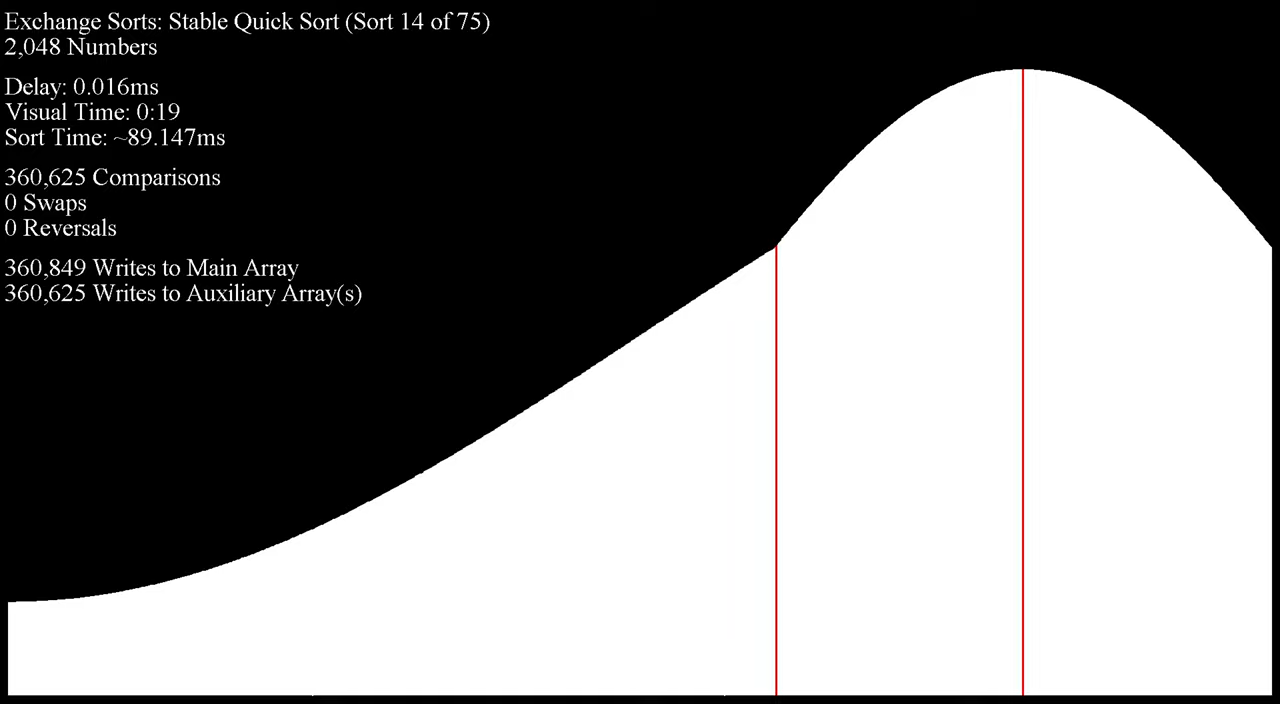 Exchange Sorts: Stable Quick Sort (Sort 14 of 75)
2,048 Numbers
Delay: 0.016ms
Visual Time: 0:19
Sort Time: ~89.147ms
360,625 Comparisons
0 Swaps
0 Reversals
360,849 Writes to Main Array
360,625 Writes to Auxiliary Array(s)